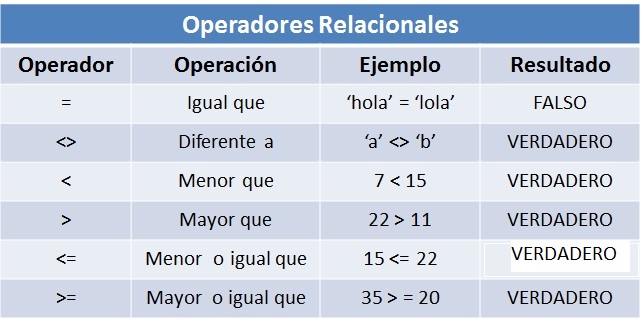 Operadores Relacionales
Operador Operación Ejemplo Resultado
= Igual que ‘hola’ = ‘lola’ FALSO
<> Diferente a ‘a’ <> ‘b’ VERDADERO
< Menor que 7 < 15 VERDADERO
> Mayor que 22 > 11 VERDADERO
<= Menor o igual que 15 <= 22 VERDADERO
>= Mayor o igual que 35 > = 20 VERDADERO